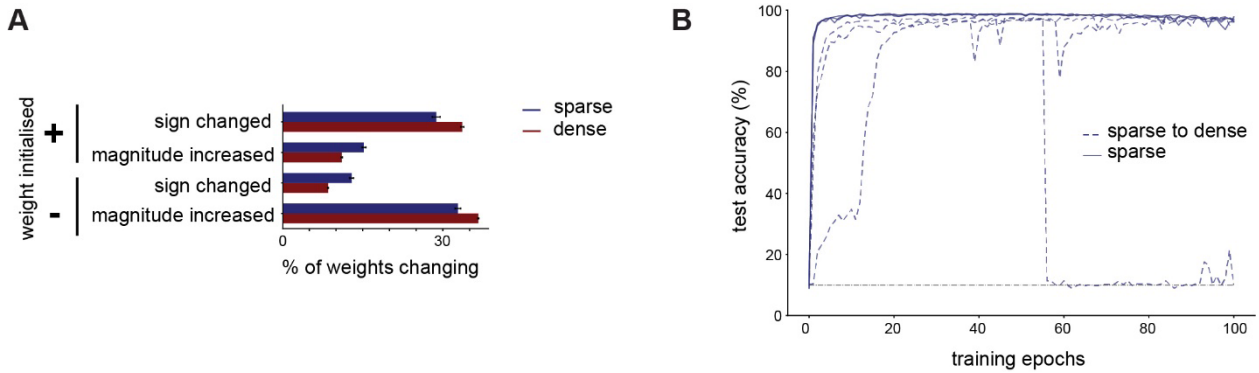 A
weight initialised
+
-
sign changed
magnitude increased
sign changed
magnitude increased
sparse
dense
0
30
% of weights changing
B
test accuracy (%)
100
80
60
40
20
0
sparse to dense
sparse
0
20
40
60
80
100
training epochs